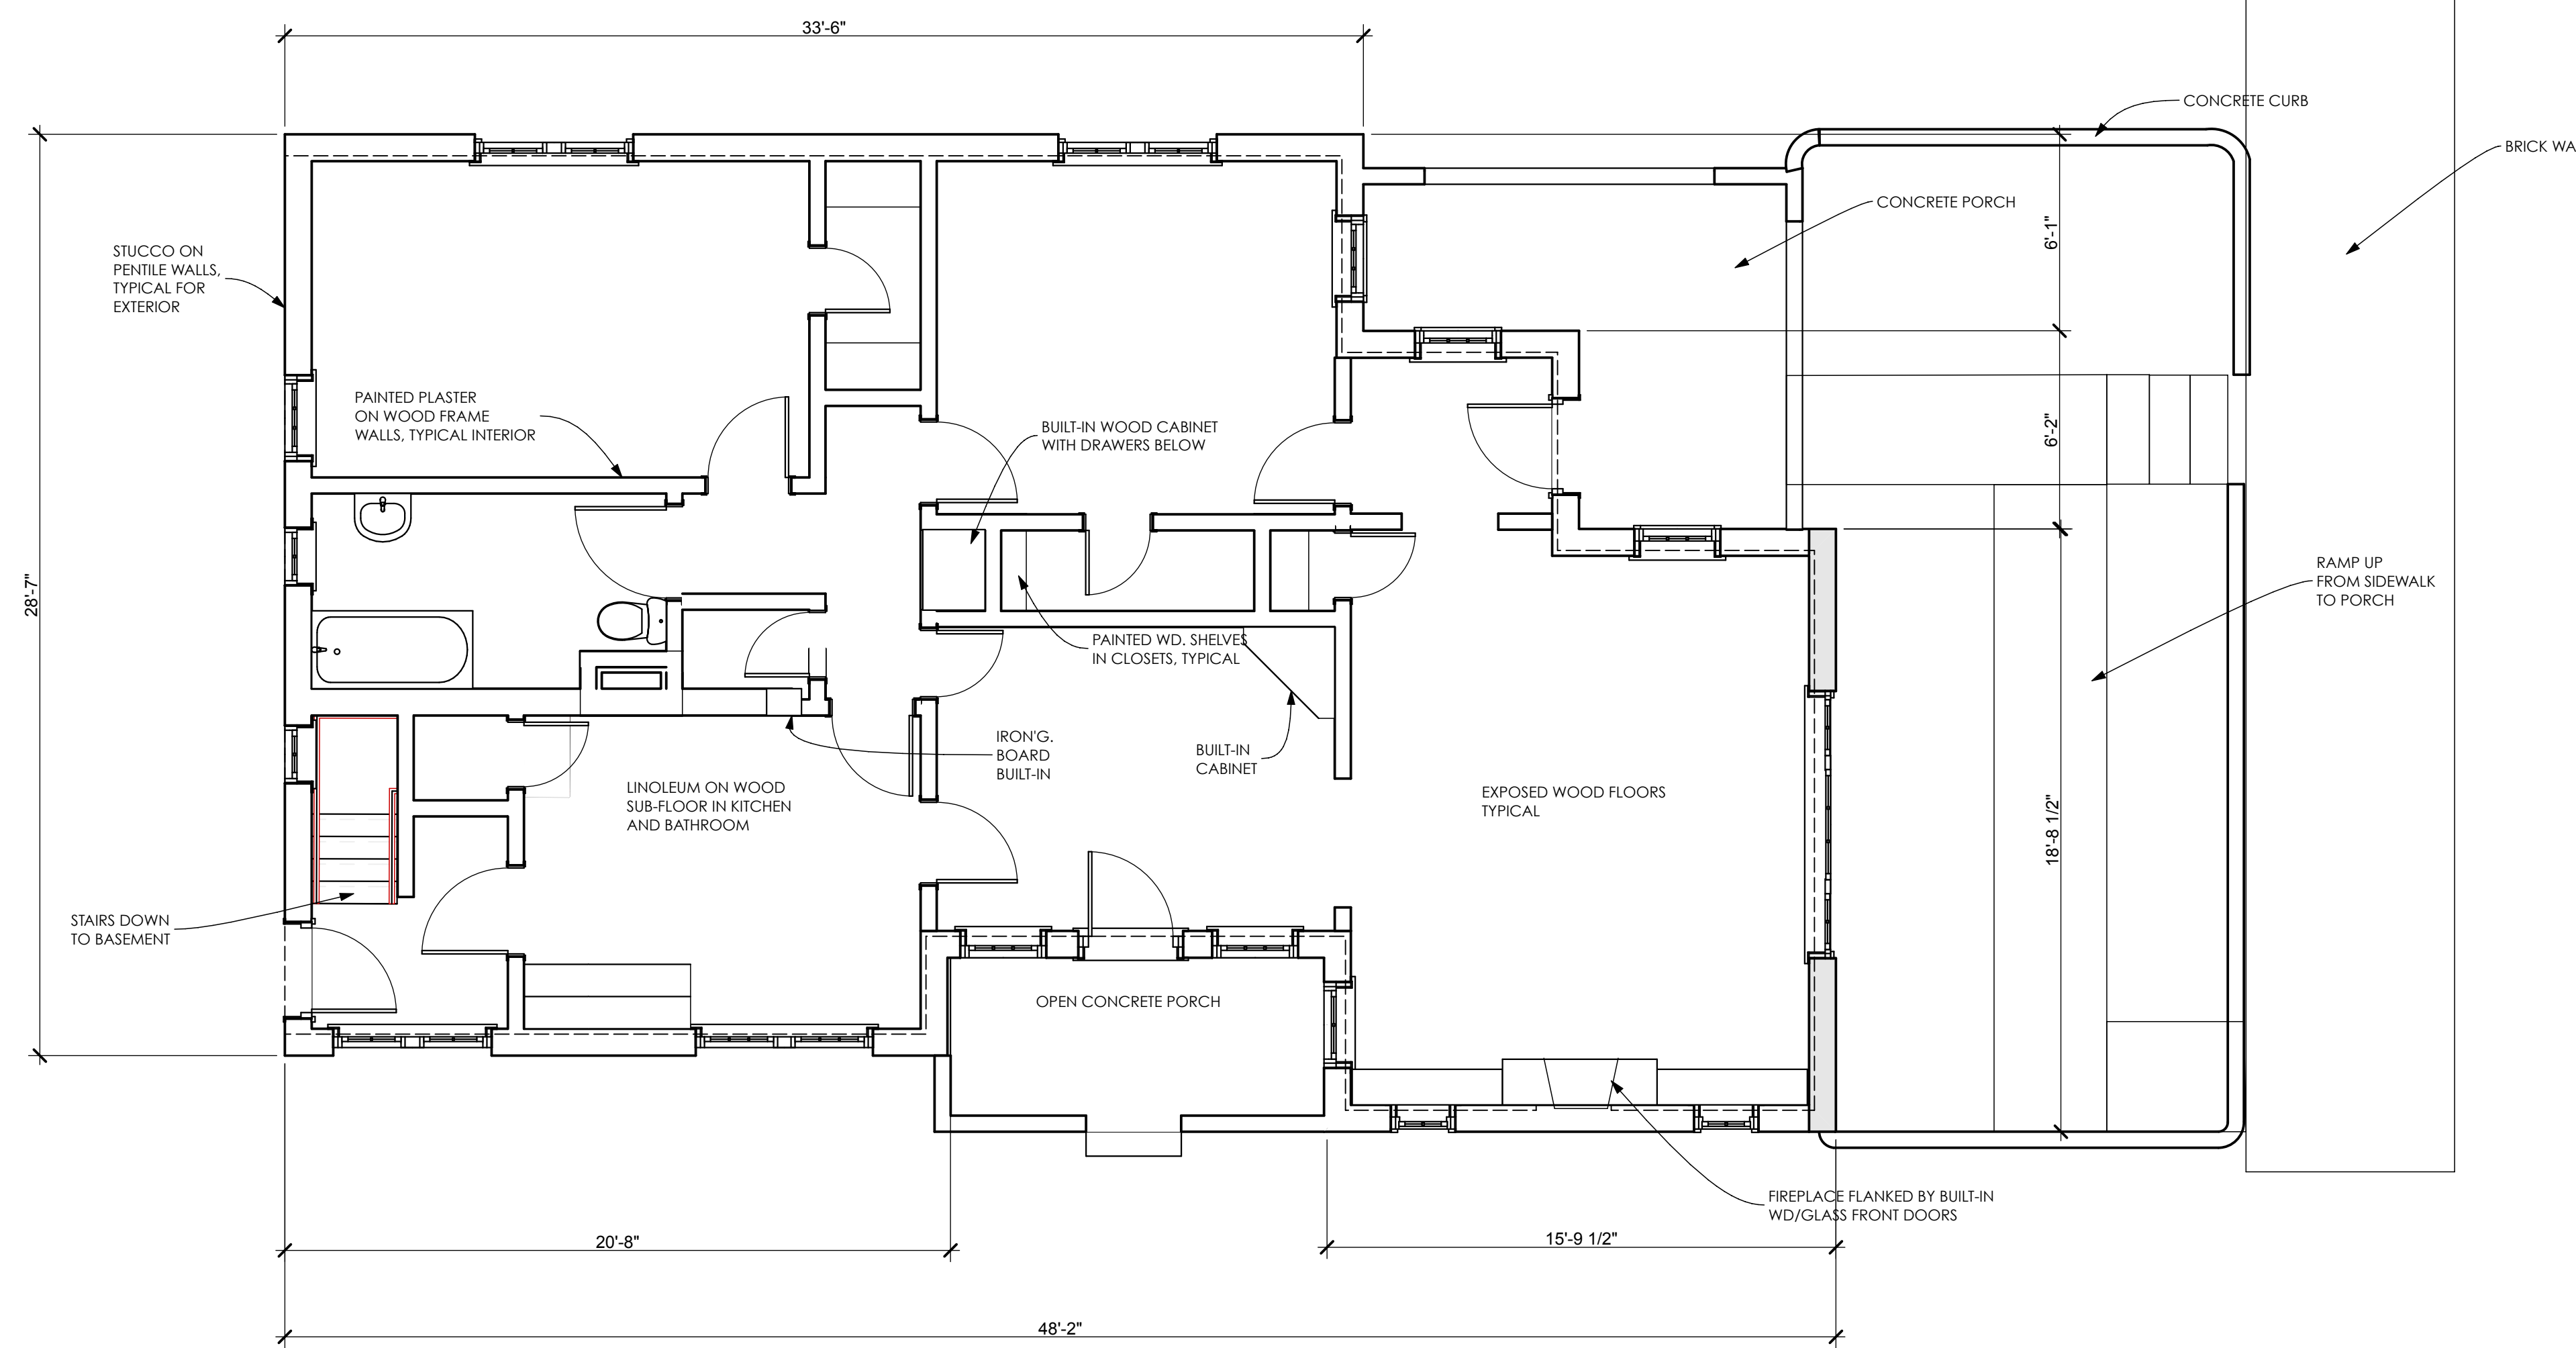 33'-6"
CONCRETE CURB
BRICK WA
CONCRETE PORCH
6'-1"
STUCCO ON
PENTILE WALLS,
TYPICAL FOR
EXTERIOR
PAINTED PLASTER
ON WOOD FRAME
WALLS, TYPICAL INTERIOR
BUILT-IN WOOD CABINET
WITH DRAWERS BELOW
6'-2"
28'-7"
RAMP UP
FROM SIDEWALK
TO PORCH
PAINTED WD. SHELVES
IN CLOSETS, TYPICAL
IRON'G.
BOARD
BUILT-IN
BUILT-IN
CABINET
LINOLEUM ON WOOD
SUB-FLOOR IN KITCHEN
AND BATHROOM
EXPOSED WOOD FLOORS
TYPICAL
18'-8 1/2"
STAIRS DOWN
TO BASEMENT
OPEN CONCRETE PORCH
FIREPLACE FLANKED BY BUILT-IN
WD/GLASS FRONT DOORS
20'-8"
15'-9 1/2"
48'-2"